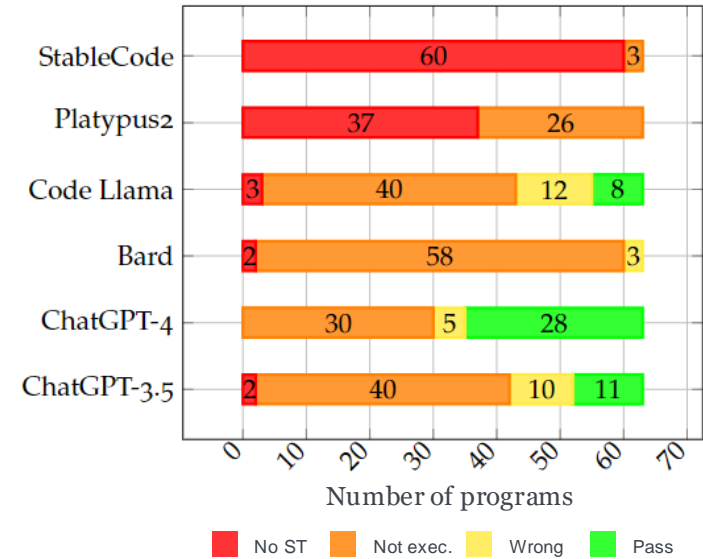 StableCode 60 3
Platypus2 37 26
Code Llama 3 40 12 8
Bard 2 58 3
ChatGPT-4 30 5 28
ChatGPT-3.5 2 40 10 11
0 10 20 30 40 50 60 70
Number of programs
No ST Not exec. Wrong Pass